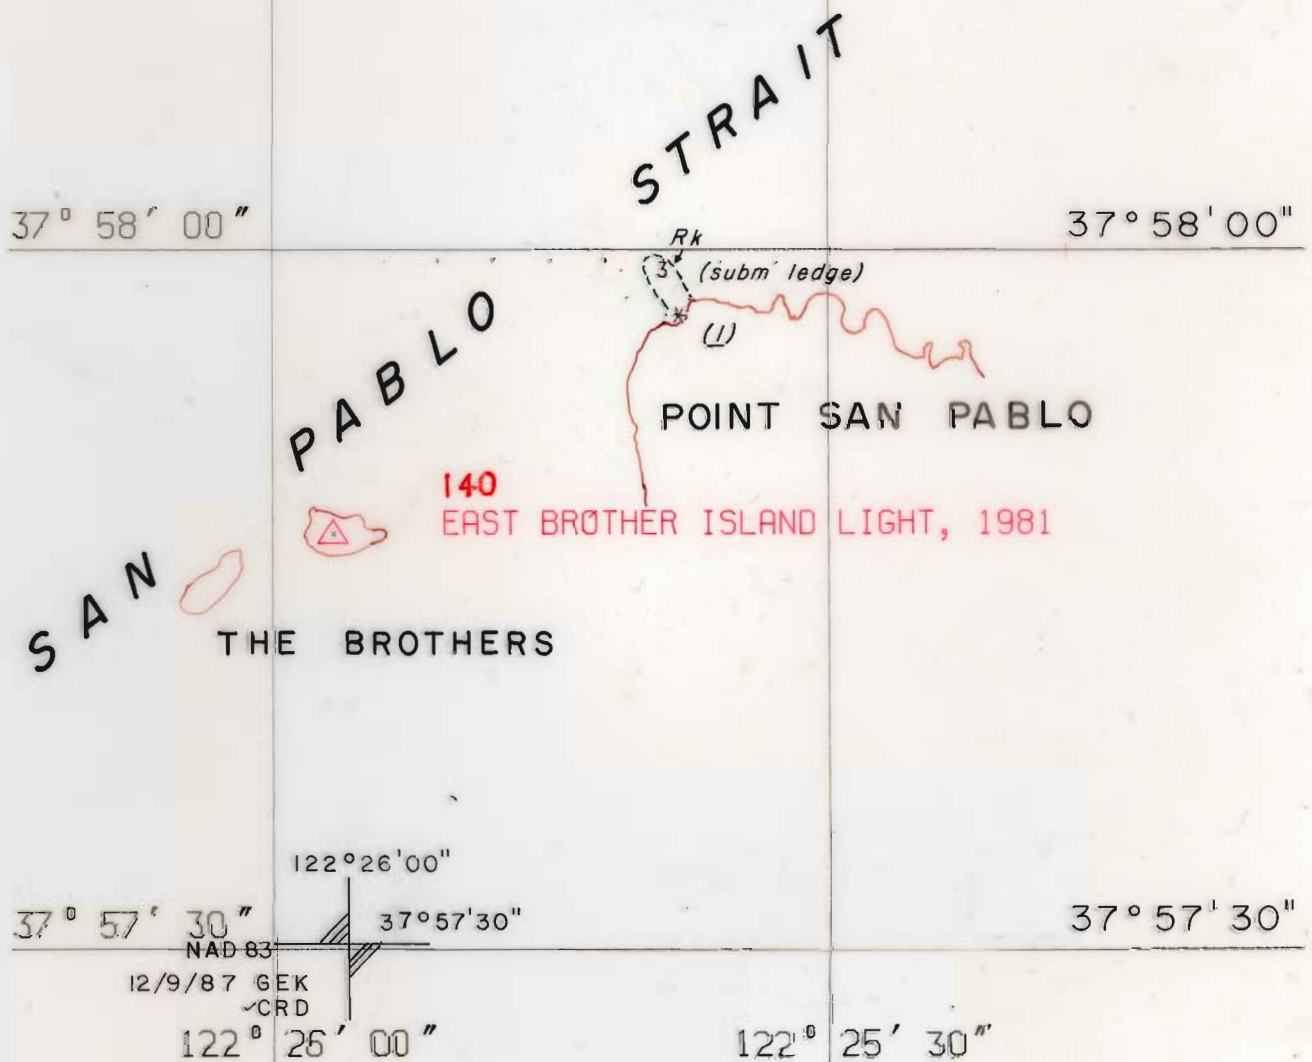 SAN PABLO STRAIT
37° 58' 00" 37°58'00"
Rk
3 (subm' ledge)
(1)
POINT SAN PABLO
140
EAST BROTHER ISLAND LIGHT, 1981
THE BROTHERS
122°26'00"
37° 57' 30" 37°57'30" 37°57'30"
NAD 83
12/9/87 GEK
✓CRD
122° 26' 00" 122° 25' 30"